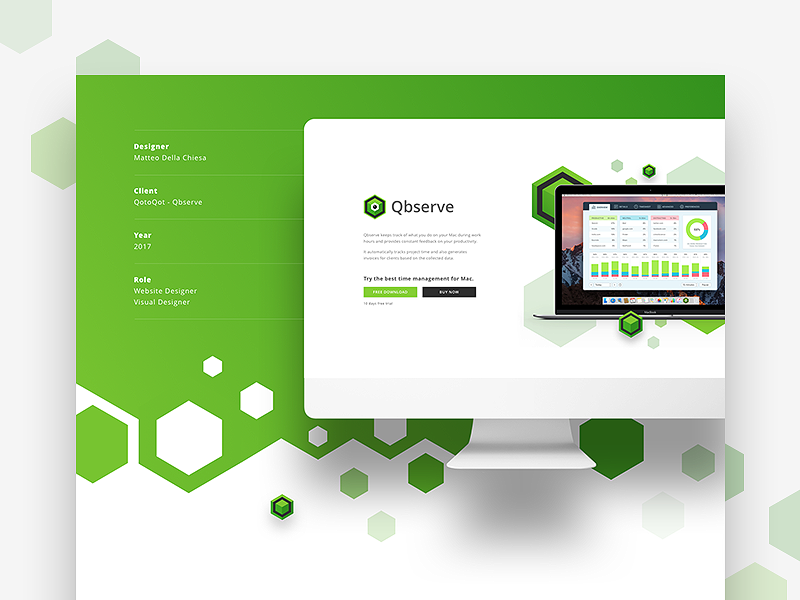 Designer
Matteo Della Chiesa
Client
QotoQot - Qbserve
Year
2017
Role
Website Designer
Visual Designer
Qbserve
Qbserve keeps track of what you do on your Mac during work
hours and provides constant feedback on your productivity.
It automatically tracks project time and also generates
invoices for clients based on the collected data.
Try the best time management for Mac.
FREE DOWNLOAD
BUY NOW
10 days free trial